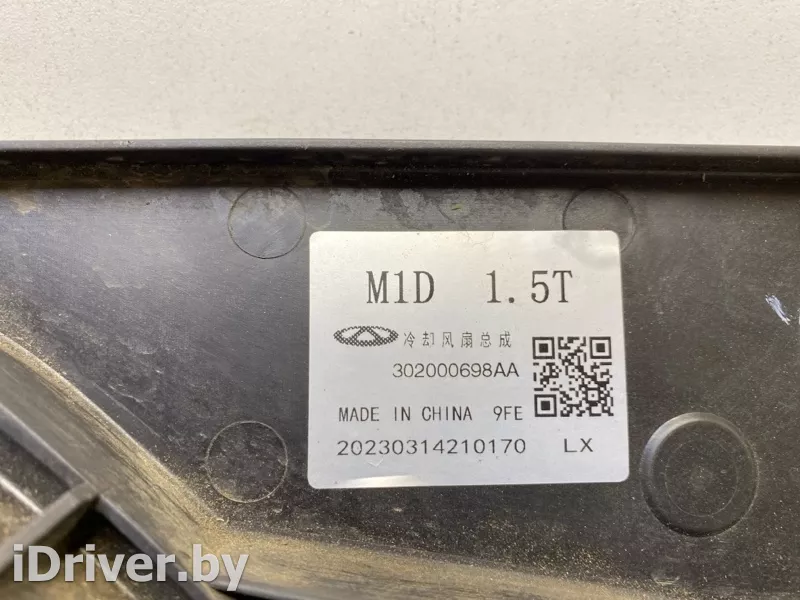 M1D 1.5T
冷却风扇总成
302000698AA
MADE IN CHINA 9FE
20230314210170 LX
iDriver.by